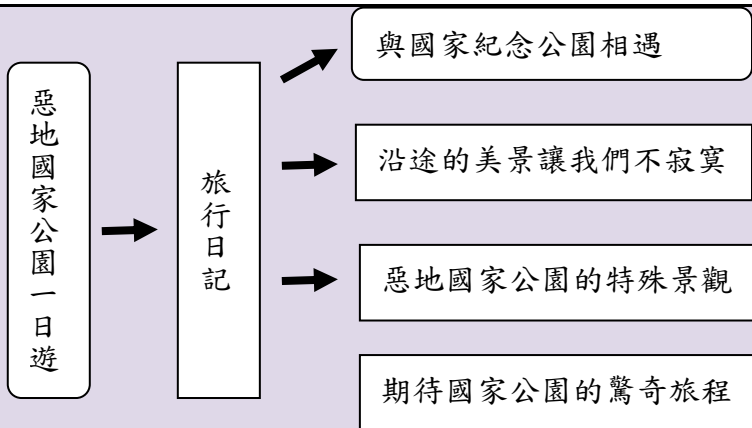 惡地國家公園一日遊
旅行日記
與國家紀念公園相遇
沿途的美景讓我們不寂寞
惡地國家公園的特殊景觀
期待國家公園的驚奇旅程